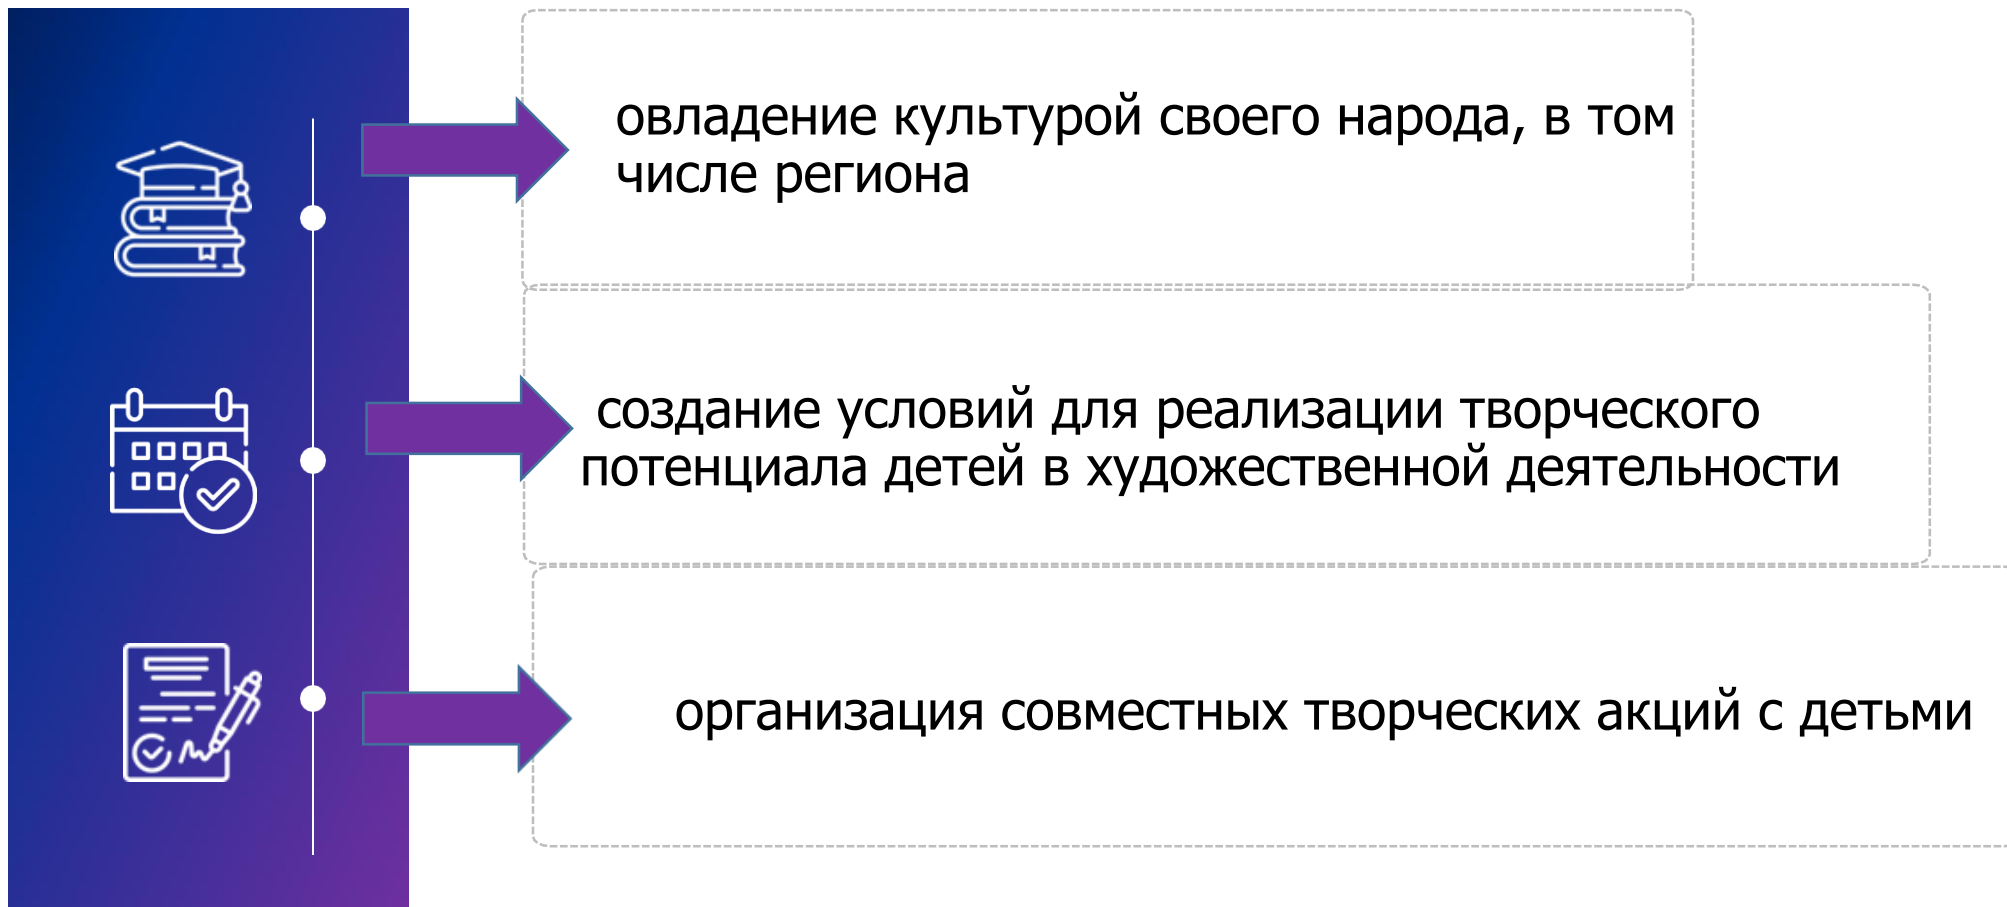 овладение культурой своего народа, в том
числе региона
создание условий для реализации творческого
потенциала детей в художественной деятельности
организация совместных творческих акций с детьми